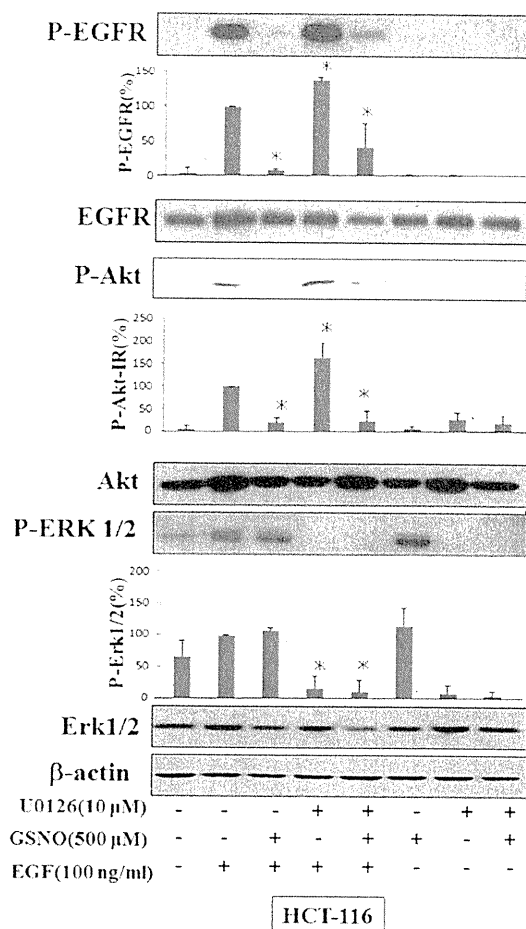 P-EGFR
P-EGFR(%)
150
100
50
0
*
*
*
EGFR
P-Akt
P-Akt-IR(%)
250
200
150
100
50
0
*
*
*
Akt
P-ERK 1/2
P-Erk1/2(%)
200
150
100
50
0
*
*
Erk1/2
β-actin
U0126(10 μM) - - - + + - + +
GSNO(500 μM) - - + - + + - +
EGF(100 ng/ml) - + + + + - - -
HCT-116